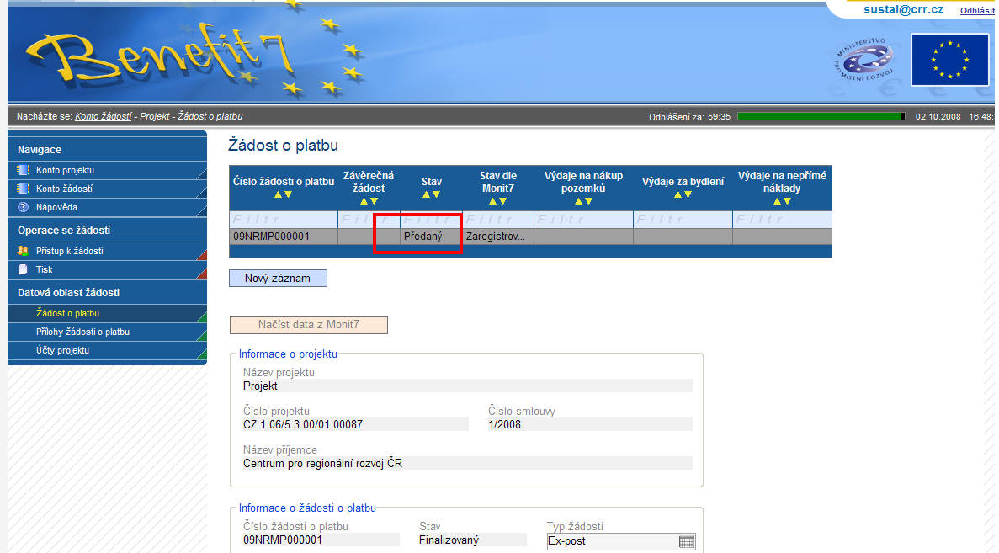 sustal@crr.cz Odhlásit
Benefit7
MINISTERSTVO
PRO MÍSTNÍ ROZVOJ
Nacházíte se: Konto žádostí - Projekt - Žádost o platbu Odhlášení za: 59:35 02.10.2008 16:48:
Navigace
Konto projektu
Konto žádostí
Nápověda
Operace se žádostí
Přístup k žádosti
Tisk
Datová oblast žádosti
Žádost o platbu
Přílohy žádosti o platbu
Účty projektu
Žádost o platbu
Číslo žádosti o platbu Závěrečná žádost Stav Stav dle Monit7 Výdaje na nákup pozemků Výdaje za bydlení Výdaje na nepřímé náklady
Filtr Filtr Filtr Filtr Filtr Filtr Filtr
09NRMP000001 Předaný Zaregistrov...
Nový záznam
Načíst data z Monit7
Informace o projektu
Název projektu
Projekt
Číslo projektu Číslo smlouvy
CZ.1.06/5.3.00/01.00087 1/2008
Název příjemce
Centrum pro regionální rozvoj ČR
Informace o žádosti o platbu
Číslo žádosti o platbu Stav Typ žádosti
09NRMP000001 Finalizovaný Ex-post